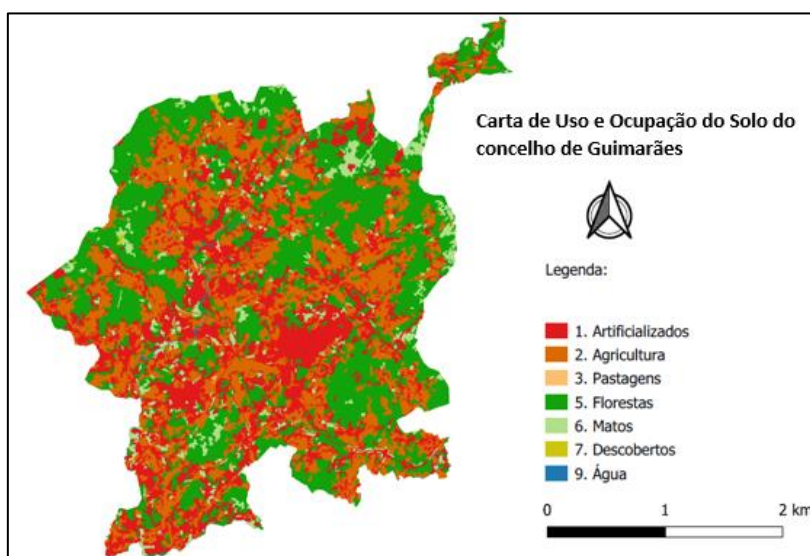 Carta de Uso e Ocupação do Solo do
concelho de Guimarães
Legenda:
1. Artificializados
2. Agricultura
3. Pastagens
5. Florestas
6. Matos
7. Descobertos
9. Água
0 1 2 km